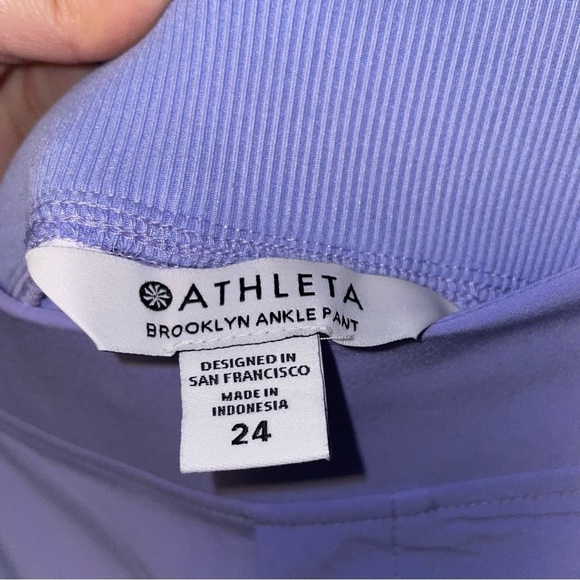 ATHLETA
BROOKLYN ANKLE PANT
DESIGNED IN
SAN FRANCISCO
MADE IN
INDONESIA
24